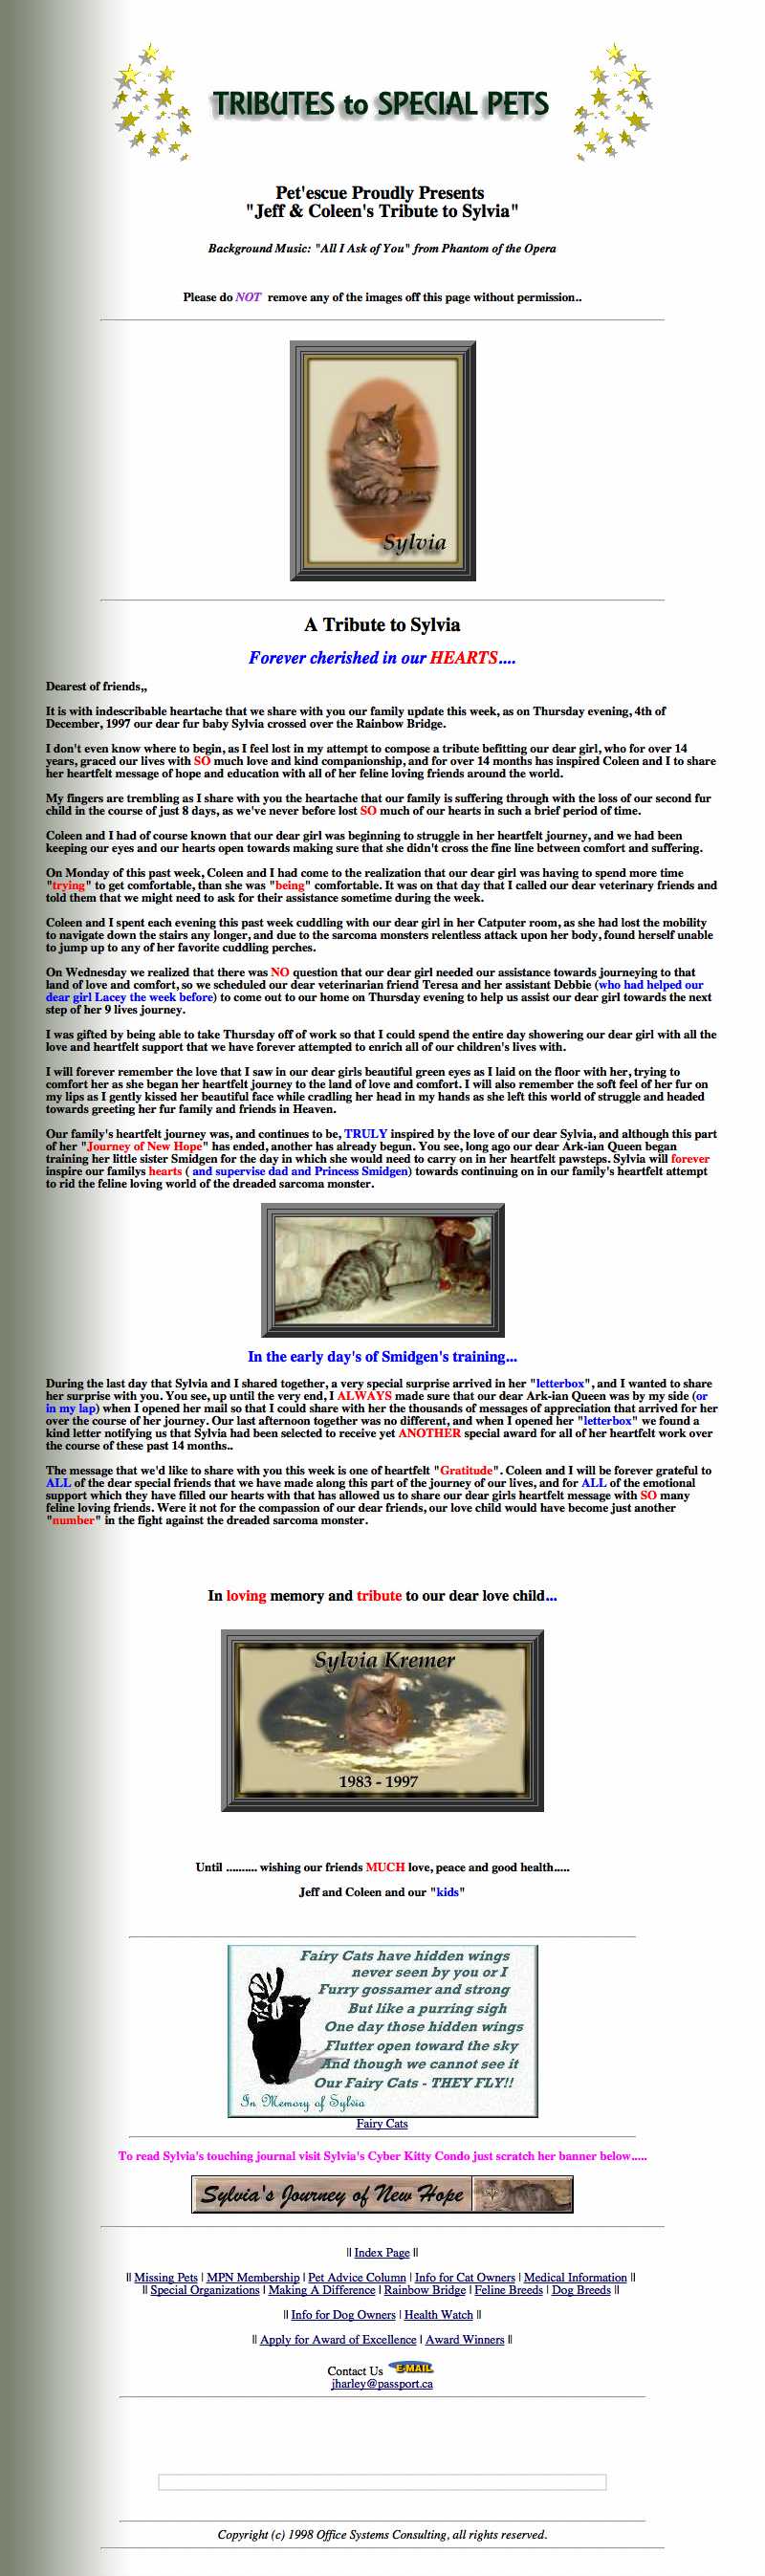 TRIBUTES to SPECIAL PETS
Pet'escue Proudly Presents
"Jeff & Coleen's Tribute to Sylvia"
Background Music: "All I Ask of You" from Phantom of the Opera
Please do NOT remove any of the images off this page without permission..
Sylvia
A Tribute to Sylvia
Forever cherished in our HEARTS....
Dearest of friends,,
It is with indescribable heartache that we share with you our family update this week, as on Thursday evening, 4th of
December, 1997 our dear fur baby Sylvia crossed over the Rainbow Bridge.
I don't even know where to begin, as I feel lost in my attempt to compose a tribute befitting our dear girl, who for over 14
years, graced our lives with SO much love and kind companionship, and for over 14 months has inspired Coleen and I to share
her heartfelt message of hope and education with all of her feline loving friends around the world.
My fingers are trembling as I share with you the heartache that our family is suffering through with the loss of our second fur
child in the course of just 8 days, as we've never before lost SO much of our hearts in such a brief period of time.
Coleen and I had of course known that our dear girl was beginning to struggle in her heartfelt journey, and we had been
keeping our eyes and our hearts open towards making sure that she didn't cross the fine line between comfort and suffering.
On Monday of this past week, Coleen and I had come to the realization that our dear girl was having to spend more time
"trying" to get comfortable, than she was "being" comfortable. It was on that day that I called our dear veterinary friends and
told them that we might need to ask for their assistance sometime during the week.
Coleen and I spent each evening this past week cuddling with our dear girl in her Catputer room, as she had lost the mobility
to navigate down the stairs any longer, and due to the sarcoma monsters relentless attack upon her body, found herself unable
to jump up to any of her favorite cuddling perches.
On Wednesday we realized that there was NO question that our dear girl needed our assistance towards journeying to that
land of love and comfort, so we scheduled our dear veterinarian friend Teresa and her assistant Debbie (who had helped our
dear girl Lacey the week before) to come out to our home on Thursday evening to help us assist our dear girl towards the next
step of her 9 lives journey.
I was gifted by being able to take Thursday off of work so that I could spend the entire day showering our dear girl with all the
love and heartfelt support that we have forever attempted to enrich all of our children's lives with.
I will forever remember the love that I saw in our dear girls beautiful green eyes as I laid on the floor with her, trying to
comfort her as she began her heartfelt journey to the land of love and comfort. I will also remember the soft feel of her fur on
my lips as I gently kissed her beautiful face while cradling her head in my hands as she left this world of struggle and headed
towards greeting her fur family and friends in Heaven.
Our family's heartfelt journey was, and continues to be, TRULY inspired by the love of our dear Sylvia, and although this part
of her "Journey of New Hope" has ended, another has already begun. You see, long ago our dear Ark-ian Queen began
training her little sister Smidgen for the day in which she would need to carry on in her heartfelt pawsteps. Sylvia will forever
inspire our familys hearts ( and supervise dad and Princess Smidgen) towards continuing on in our family's heartfelt attempt
to rid the feline loving world of the dreaded sarcoma monster.
In the early day's of Smidgen's training...
During the last day that Sylvia and I shared together, a very special surprise arrived in her "letterbox", and I wanted to share
her surprise with you. You see, up until the very end, I ALWAYS made sure that our dear Ark-ian Queen was by my side (or
in my lap) when I opened her mail so that I could share with her the thousands of messages of appreciation that arrived for her
over the course of her journey. Our last afternoon together was no different, and when I opened her "letterbox" we found a
kind letter notifying us that Sylvia had been selected to receive yet ANOTHER special award for all of her heartfelt work over
the course of these past 14 months..
The message that we'd like to share with you this week is one of heartfelt "Gratitude". Coleen and I will be forever grateful to
ALL of the dear special friends that we have made along this part of the journey of our lives, and for ALL of the emotional
support which they have filled our hearts with that has allowed us to share our dear girls heartfelt message with SO many
feline loving friends. Were it not for the compassion of our dear friends, our love child would have become just another
"number" in the fight against the dreaded sarcoma monster.
In loving memory and tribute to our dear love child...
Sylvia Kremer
1983 - 1997
Until .......... wishing our friends MUCH love, peace and good health.....
Jeff and Coleen and our "kids"
Fairy Cats have hidden wings
never seen by you or I
Furry gossamer and strong
But like a purring sigh
One day those hidden wings
Flutter open toward the sky
And though we cannot see it
Our Fairy Cats - THEY FLY!!
In Memory of Sylvia
Fairy Cats
To read Sylvia's touching journal visit Sylvia's Cyber Kitty Condo just scratch her banner below.....
Sylvia's Journey of New Hope
|| Index Page ||
|| Missing Pets | MPN Membership | Pet Advice Column | Info for Cat Owners | Medical Information ||
|| Special Organizations | Making A Difference | Rainbow Bridge | Feline Breeds | Dog Breeds ||
|| Info for Dog Owners | Health Watch ||
|| Apply for Award of Excellence | Award Winners ||
Contact Us E-MAIL
jharley@passport.ca
Copyright (c) 1998 Office Systems Consulting, all rights reserved.